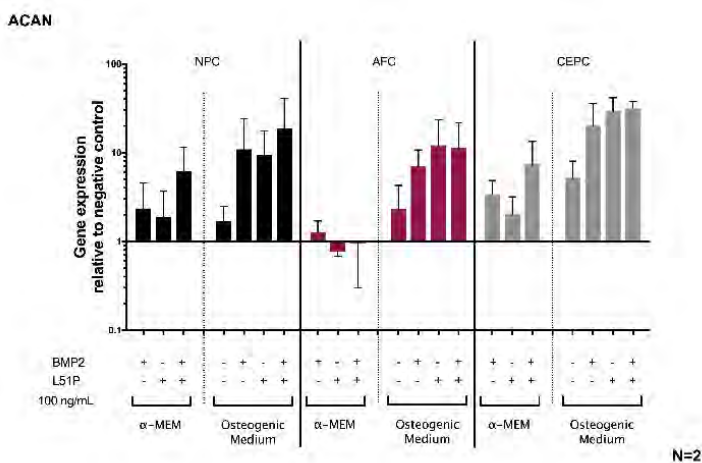 ACAN
NPC AFC CEPC
Gene expression
relative to negative control
100
10
1
0.1
BMP2 + - + - + - + + - + - + - + + - + - + - +
L51P - + + - - + + - + + - - + + - + + - - + +
100 ng/mL
α-MEM Osteogenic Medium α-MEM Osteogenic Medium α-MEM Osteogenic Medium
N=2